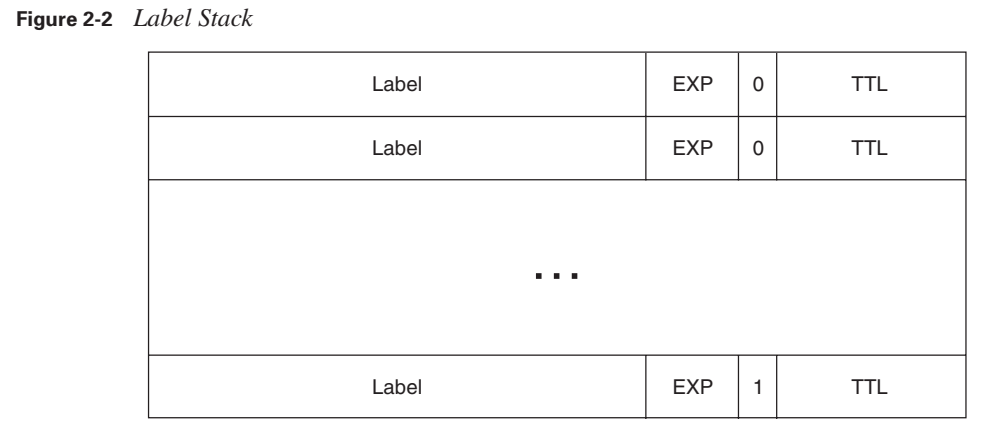 Figure 2-2 Label Stack
Label EXP 0 TTL
Label EXP 0 TTL
...
Label EXP 1 TTL